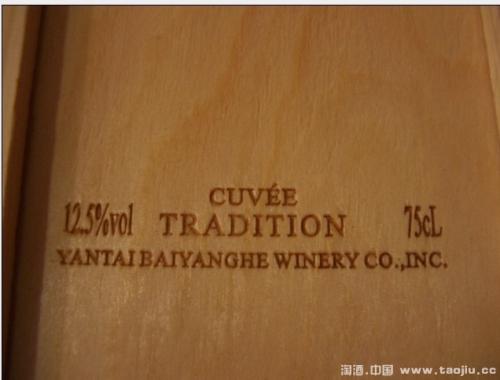 CUVÉE
12.5%vol TRADITION 75cL
YANTAI BAIYANGHE WINERY CO.,INC.
淘酒.中国 www.taojiu.cc